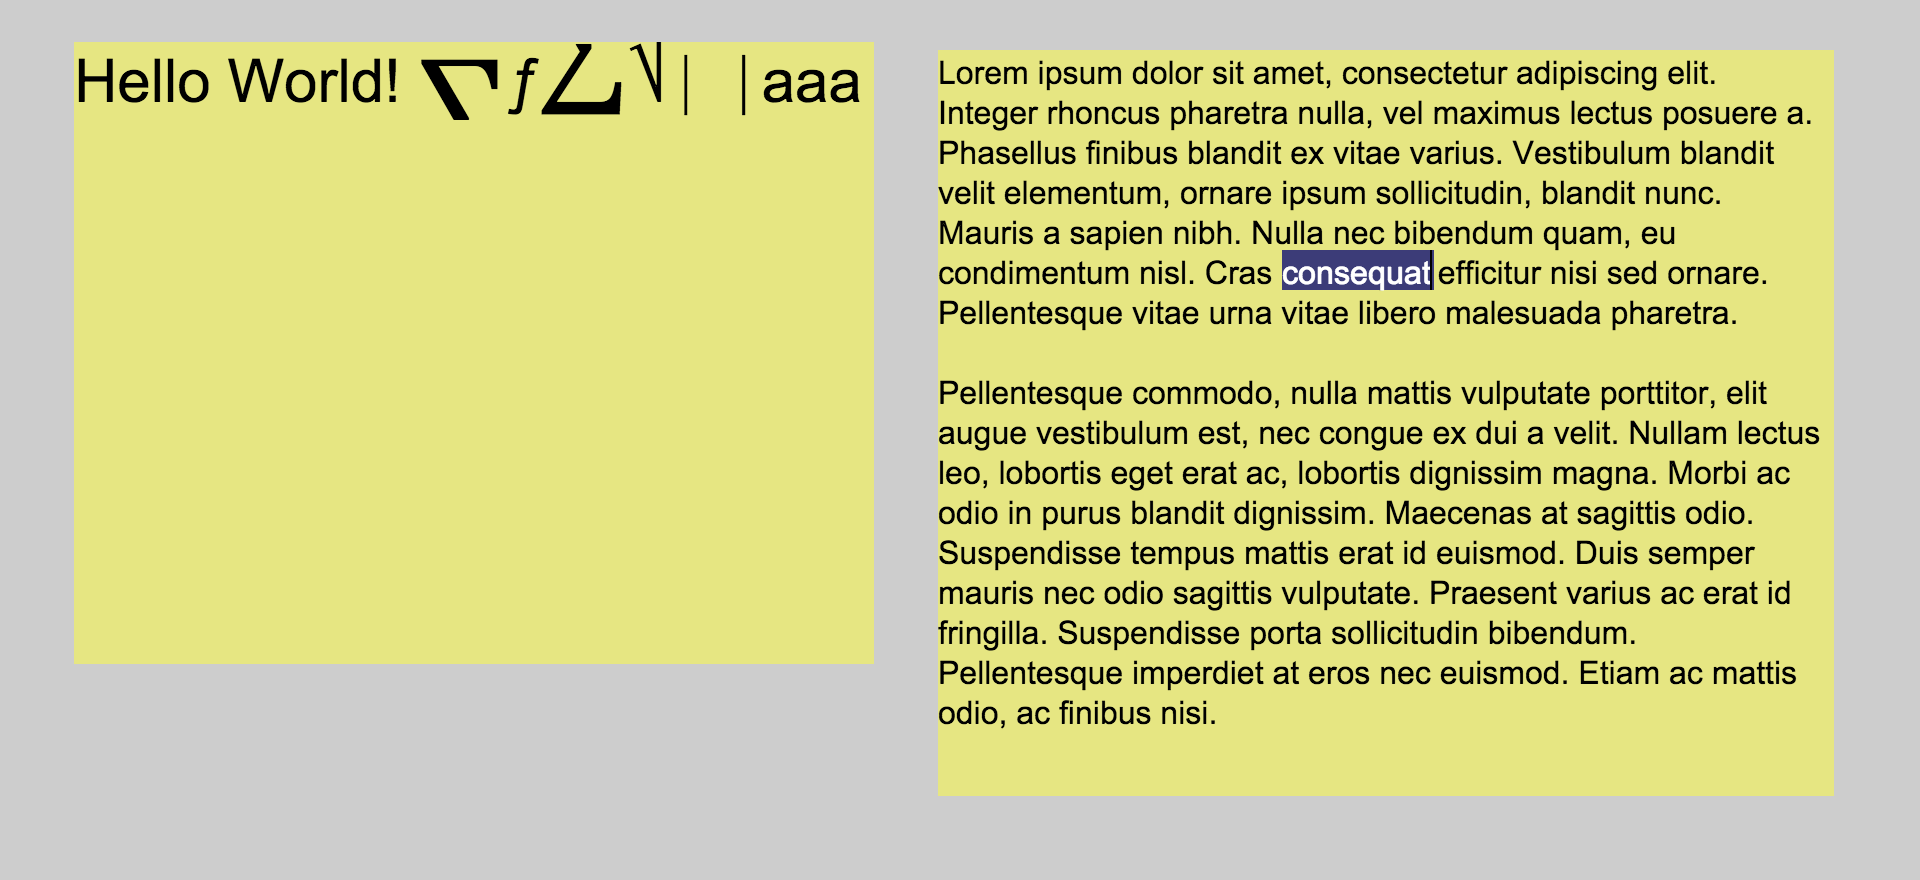 Hello World! ƒ| |aaa
Lorem ipsum dolor sit amet, consectetur adipiscing elit.
Integer rhoncus pharetra nulla, vel maximus lectus posuere a.
Phasellus finibus blandit ex vitae varius. Vestibulum blandit
velit elementum, ornare ipsum sollicitudin, blandit nunc.
Mauris a sapien nibh. Nulla nec bibendum quam, eu
condimentum nisl. Cras consequat efficitur nisi sed ornare.
Pellentesque vitae urna vitae libero malesuada pharetra.
Pellentesque commodo, nulla mattis vulputate porttitor, elit
augue vestibulum est, nec congue ex dui a velit. Nullam lectus
leo, lobortis eget erat ac, lobortis dignissim magna. Morbi ac
odio in purus blandit dignissim. Maecenas at sagittis odio.
Suspendisse tempus mattis erat id euismod. Duis semper
mauris nec odio sagittis vulputate. Praesent varius ac erat id
fringilla. Suspendisse porta sollicitudin bibendum.
Pellentesque imperdiet at eros nec euismod. Etiam ac mattis
odio, ac finibus nisi.